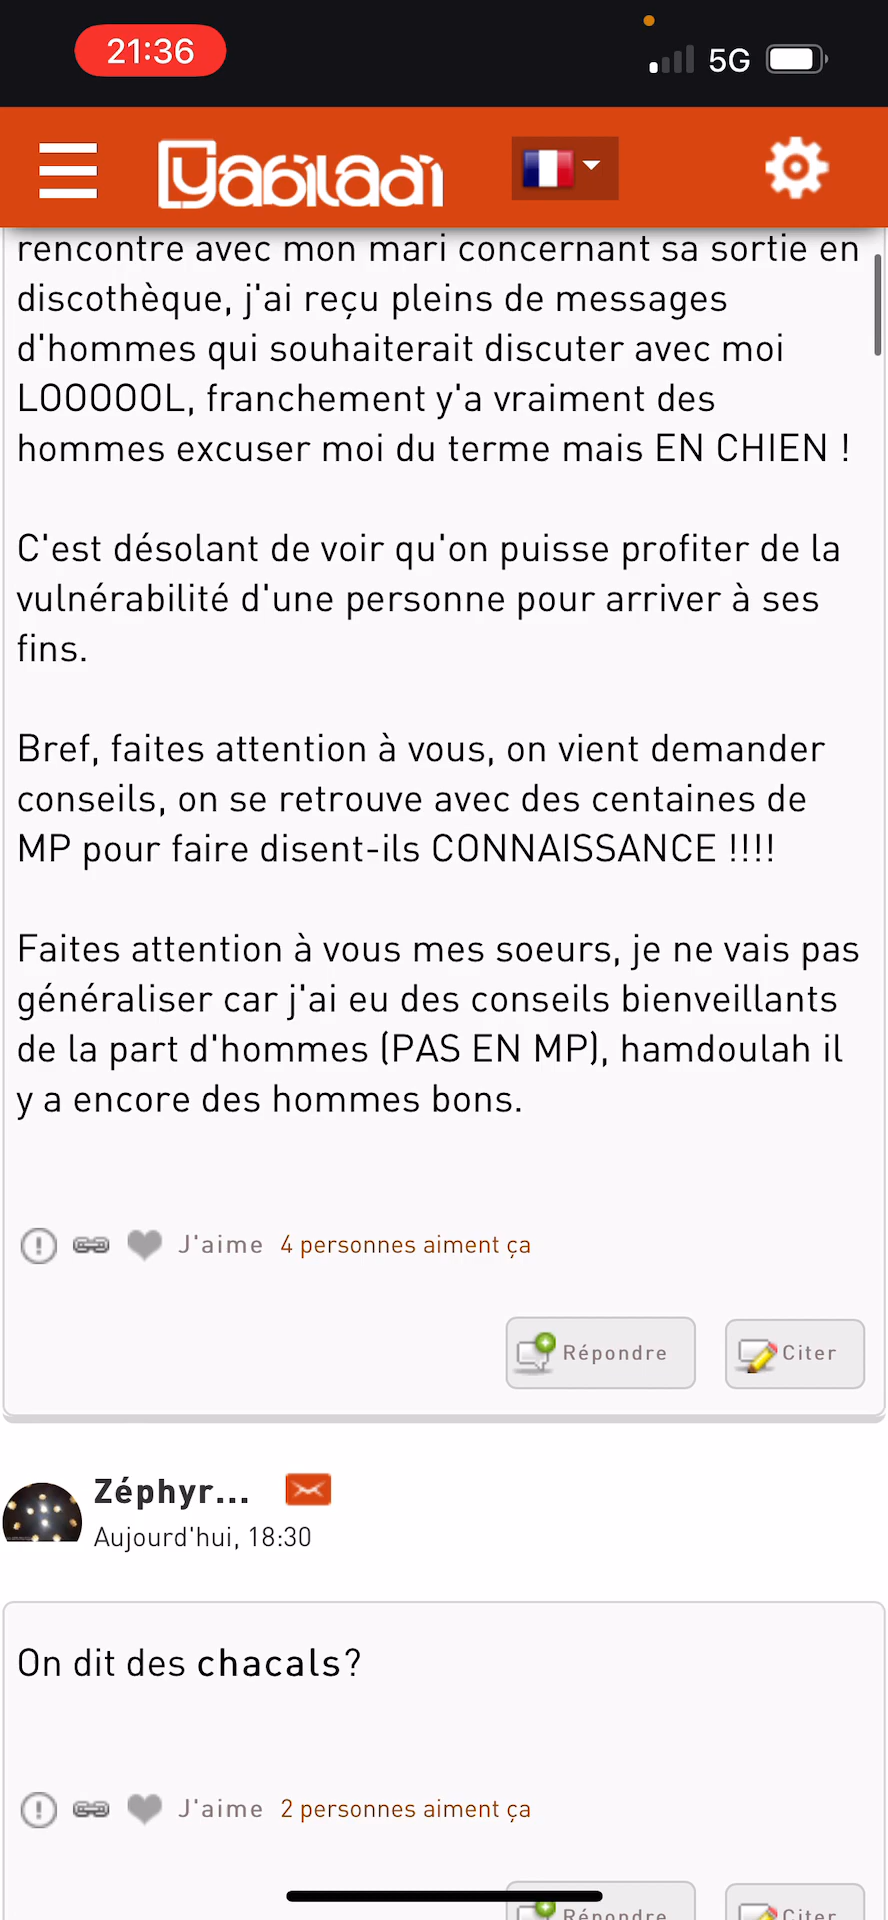 21:36
5G
Yabiladi
rencontre avec mon mari concernant sa sortie en
discothèque, j'ai reçu pleins de messages
d'hommes qui souhaiterait discuter avec moi
LOOOOOL, franchement y'a vraiment des
hommes excuser moi du terme mais EN CHIEN !
C'est désolant de voir qu'on puisse profiter de la
vulnérabilité d'une personne pour arriver à ses
fins.
Bref, faites attention à vous, on vient demander
conseils, on se retrouve avec des centaines de
MP pour faire disent-ils CONNAISSANCE !!!!
Faites attention à vous mes soeurs, je ne vais pas
généraliser car j'ai eu des conseils bienveillants
de la part d'hommes (PAS EN MP), hamdoulah il
y a encore des hommes bons.
J'aime 4 personnes aiment ça
Répondre Citer
Zéphyr...
Aujourd'hui, 18:30
On dit des chacals?
J'aime 2 personnes aiment ça
Répondre Citer